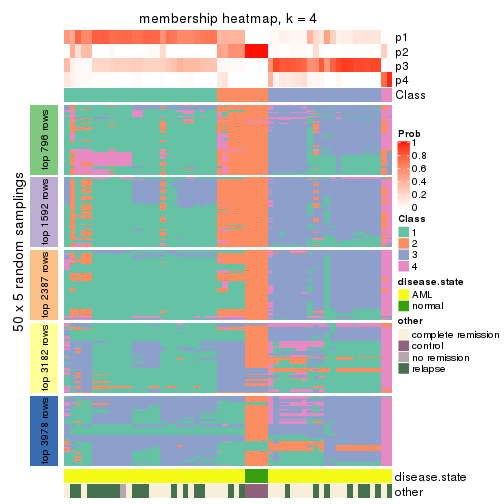 membership heatmap, k = 4
p1
p2
p3
p4
Class
50 x 5 random samplings
top 796 rows
top 1592 rows
top 2387 rows
top 3182 rows
top 3978 rows
disease.state
other
Prob
1
0.8
0.6
0.4
0.2
0
Class
1
2
3
4
disease.state
AML
normal
other
complete remission
control
no remission
relapse